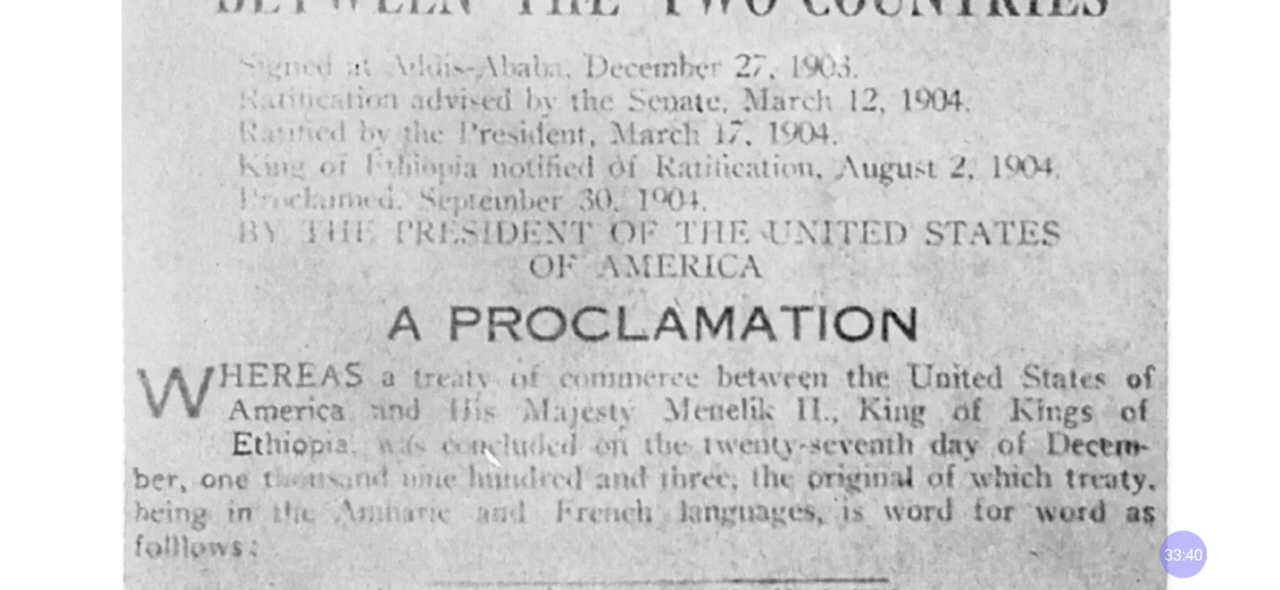 BETWEEN THE TWO COUNTRIES
Signed at Addis-Ababa, December 27, 1903.
Ratification advised by the Senate, March 12, 1904.
Ratified by the President, March 17, 1904.
King of Ethiopia notified of Ratification, August 2, 1904.
Proclaimed, September 30, 1904.
BY THE PRESIDENT OF THE UNITED STATES
OF AMERICA
A PROCLAMATION
WHEREAS a treaty of commerce between the United States of
America and His Majesty Menelik II., King of Kings of
Ethiopia, was concluded on the twenty-seventh day of Decem-
ber, one thousand nine hundred and three, the original of which treaty,
being in the Amharic and French languages, is word for word as
folllows:
33:40